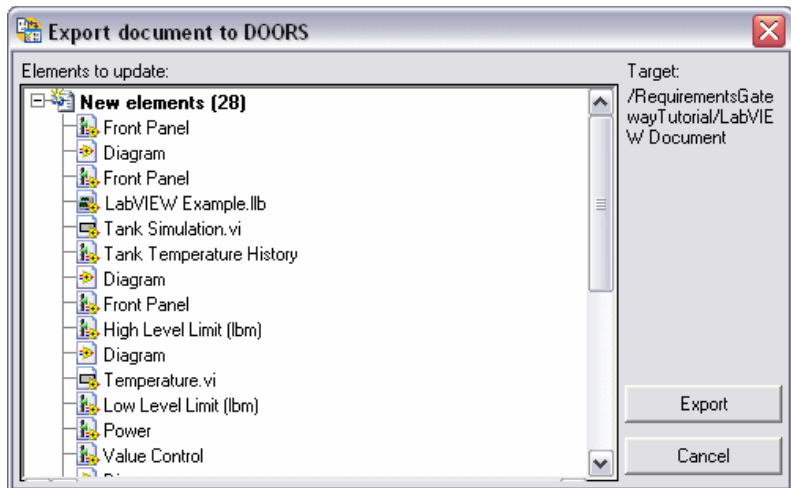 Export document to DOORS
Elements to update:
New elements (28)
Front Panel
Diagram
Front Panel
LabVIEW Example.llb
Tank Simulation.vi
Tank Temperature History
Diagram
Front Panel
High Level Limit (lbm)
Diagram
Temperature.vi
Low Level Limit (lbm)
Power
Value Control
Target:
/RequirementsGate
wayTutorial/LabVIE
W Document
Export
Cancel